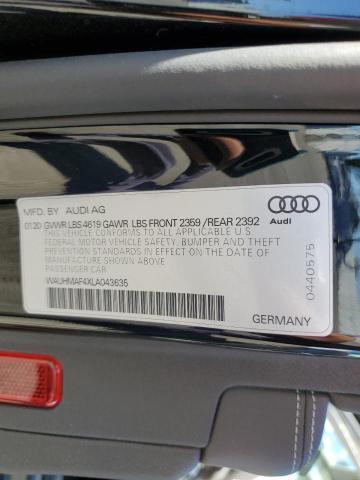 MFD. BY AUDI AG
01.20 GVWR LBS 4619 GAWR LBS FRONT 2369 /REAR 2392
THIS VEHICLE CONFORMS TO ALL APPLICABLE U.S.
FEDERAL MOTOR VEHICLE SAFETY, BUMPER AND THEFT
PREVENTION STANDARDS IN EFFECT ON THE DATE OF
MANUFACTURE SHOWN ABOVE.
PASSENGER CAR
WAUHMAF4XLA043635
Audi
0440575
GERMANY